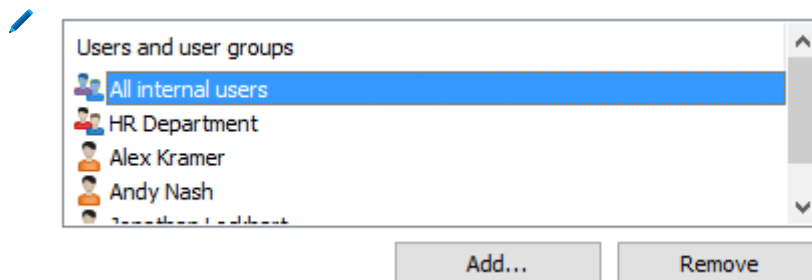 Users and user groups
All internal users
HR Department
Alex Kramer
Andy Nash
Add...
Remove